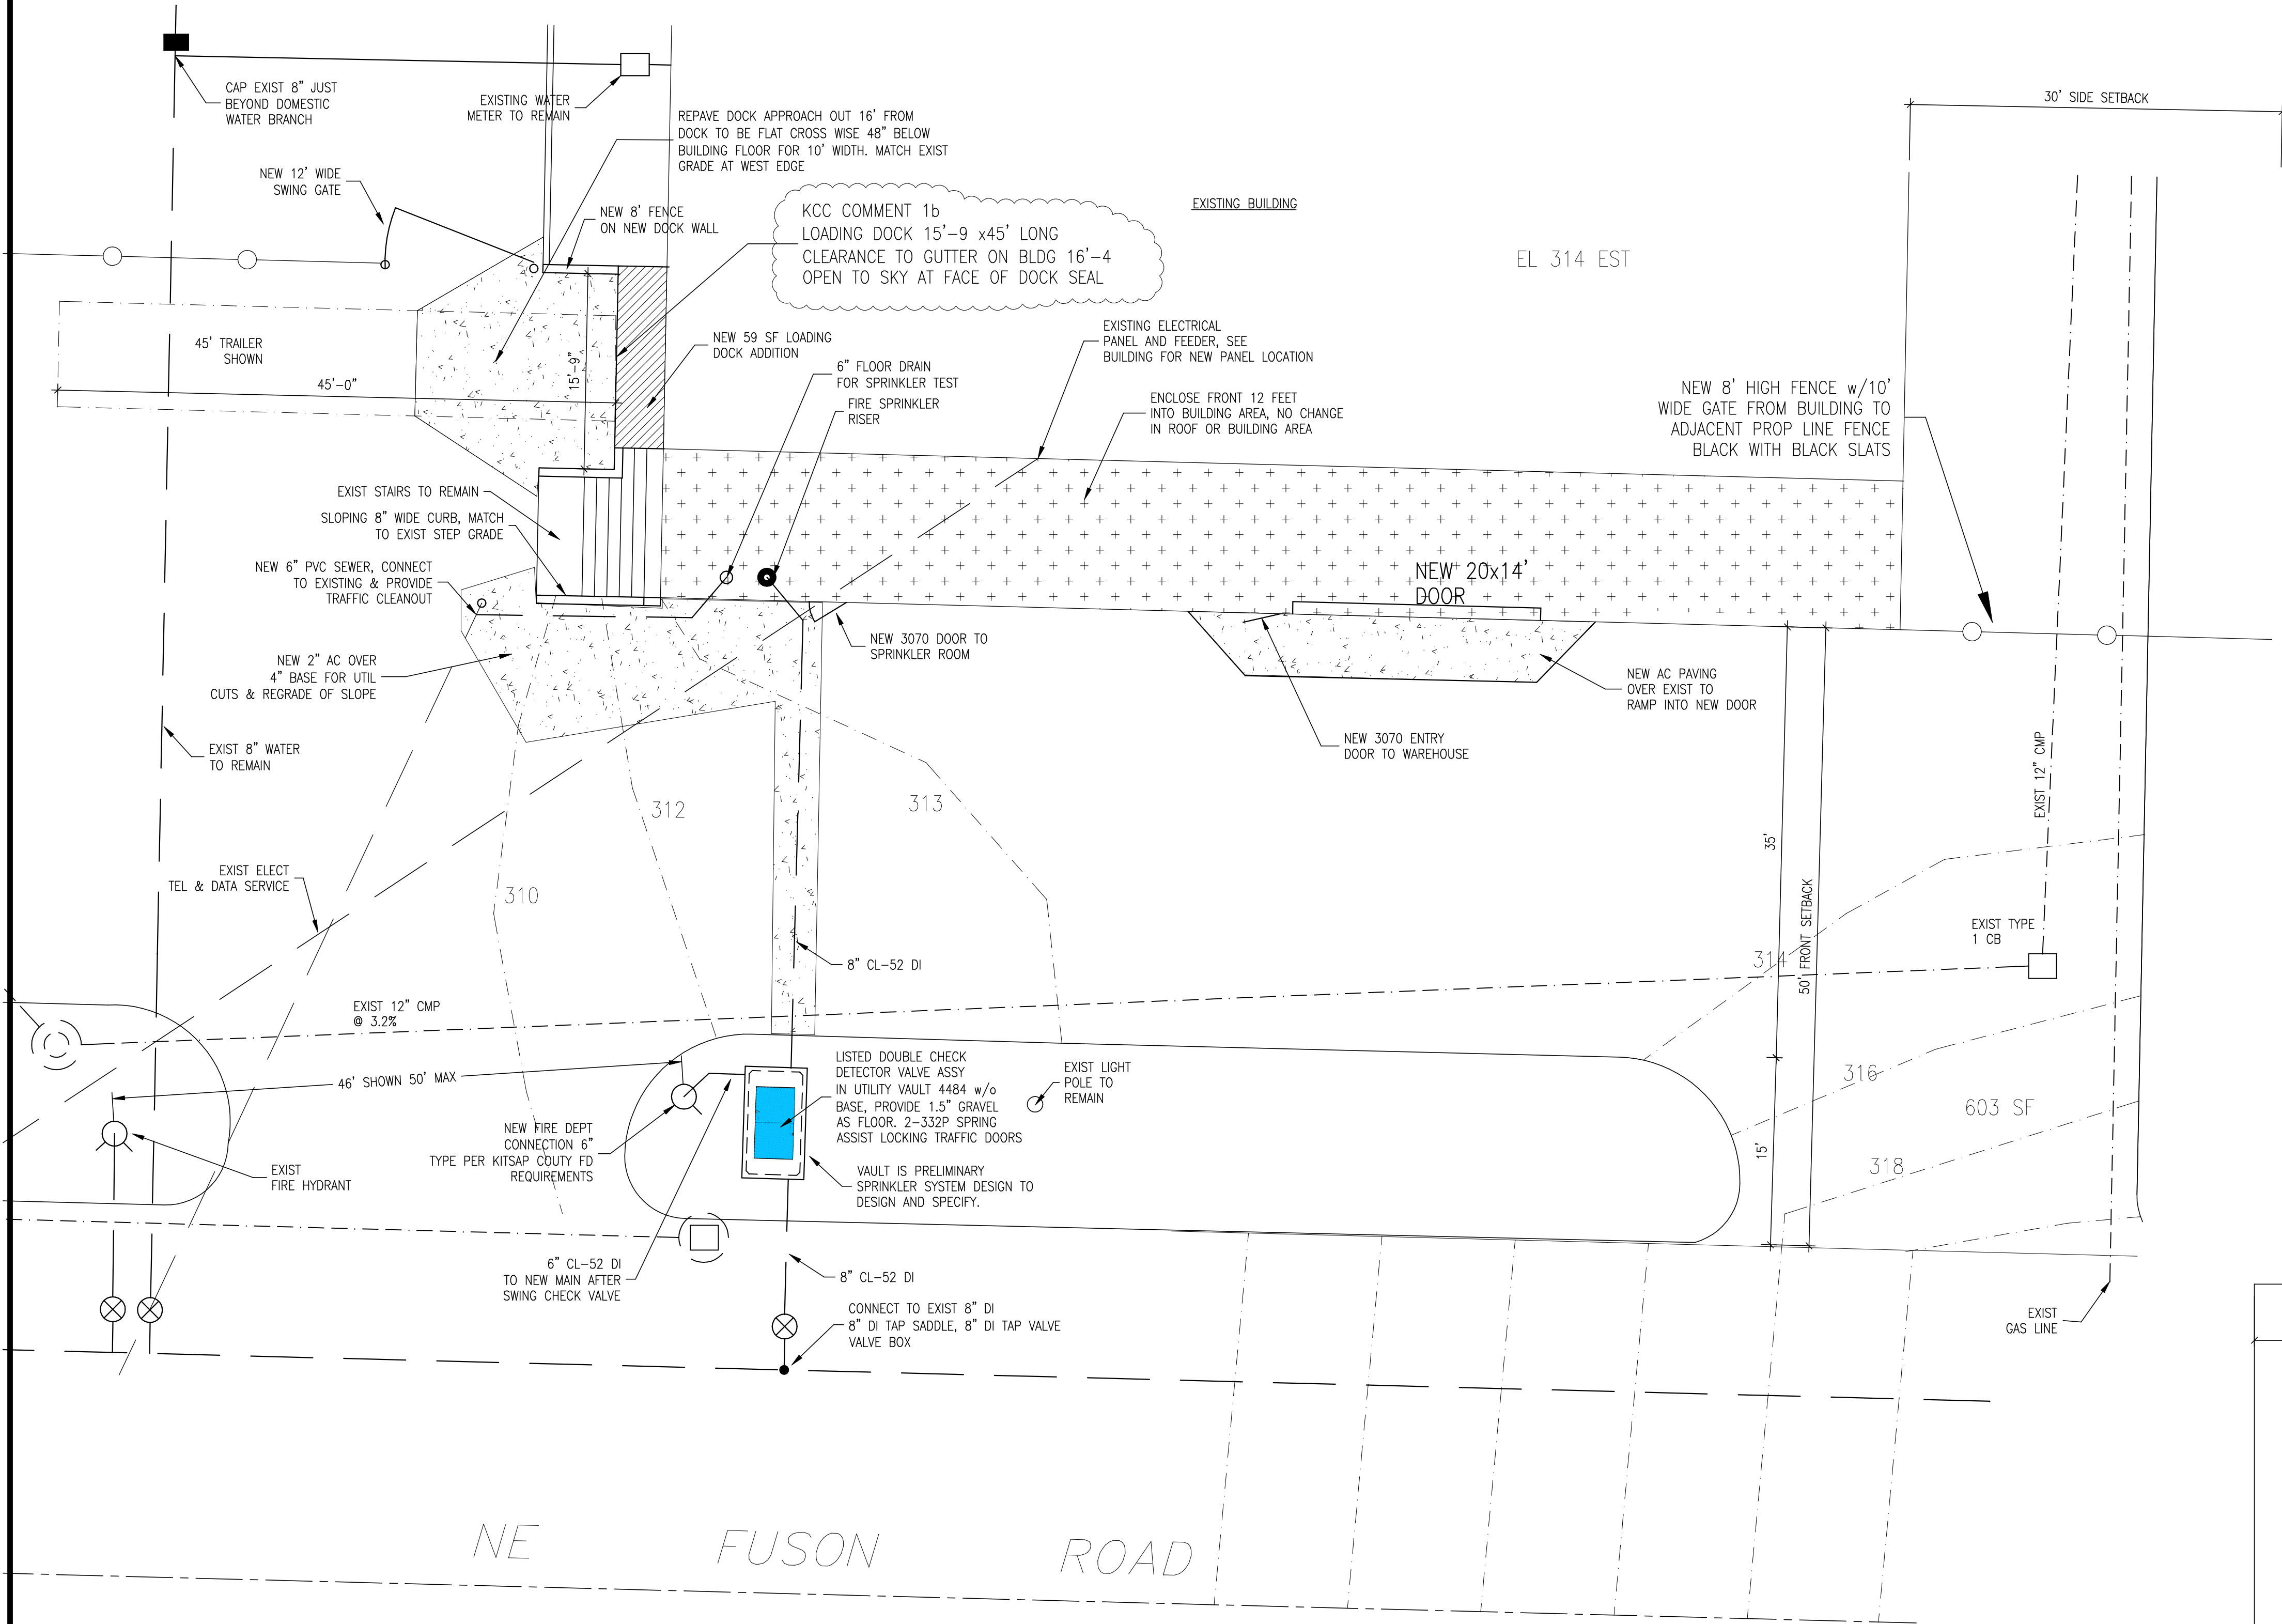 CAP EXIST 8" JUST
BEYOND DOMESTIC
WATER BRANCH
EXISTING WATER
METER TO REMAIN
REPAVE DOCK APPROACH OUT 16' FROM
DOCK TO BE FLAT CROSS WISE 48" BELOW
BUILDING FLOOR FOR 10' WIDTH. MATCH EXIST
GRADE AT WEST EDGE
30' SIDE SETBACK
NEW 12' WIDE
SWING GATE
NEW 8' FENCE
ON NEW DOCK WALL
KCC COMMENT 1b
LOADING DOCK 15'-9 x45' LONG
CLEARANCE TO GUTTER ON BLDG 16'-4
OPEN TO SKY AT FACE OF DOCK SEAL
EXISTING BUILDING
EL 314 EST
45' TRAILER
SHOWN
45'-0"
15'-9"
NEW 59 SF LOADING
DOCK ADDITION
6" FLOOR DRAIN
FOR SPRINKLER TEST
FIRE SPRINKLER
RISER
EXISTING ELECTRICAL
PANEL AND FEEDER, SEE
BUILDING FOR NEW PANEL LOCATION
ENCLOSE FRONT 12 FEET
INTO BUILDING AREA, NO CHANGE
IN ROOF OR BUILDING AREA
NEW 8' HIGH FENCE w/10'
WIDE GATE FROM BUILDING TO
ADJACENT PROP LINE FENCE
BLACK WITH BLACK SLATS
EXIST STAIRS TO REMAIN
SLOPING 8" WIDE CURB, MATCH
TO EXIST STEP GRADE
NEW 6" PVC SEWER, CONNECT
TO EXISTING & PROVIDE
TRAFFIC CLEANOUT
NEW 20x14'
DOOR
NEW 2" AC OVER
4" BASE FOR UTIL
CUTS & REGRADE OF SLOPE
NEW 3070 DOOR TO
SPRINKLER ROOM
NEW AC PAVING
OVER EXIST TO
RAMP INTO NEW DOOR
NEW 3070 ENTRY
DOOR TO WAREHOUSE
EXIST 8" WATER
TO REMAIN
EXIST 12" CMP
312
313
35'
EXIST ELECT
TEL & DATA SERVICE
310
50' FRONT SETBACK
EXIST TYPE
1 CB
314
8" CL-52 DI
EXIST 12" CMP
@ 3.2%
46' SHOWN 50' MAX
LISTED DOUBLE CHECK
DETECTOR VALVE ASSY
IN UTILITY VAULT 4484 w/o
BASE, PROVIDE 1.5" GRAVEL
AS FLOOR. 2-332P SPRING
ASSIST LOCKING TRAFFIC DOORS
EXIST LIGHT
POLE TO
REMAIN
316
603 SF
318
15'
NEW FIRE DEPT
CONNECTION 6"
TYPE PER KITSAP COUTY FD
REQUIREMENTS
EXIST
FIRE HYDRANT
VAULT IS PRELIMINARY
SPRINKLER SYSTEM DESIGN TO
DESIGN AND SPECIFY.
6" CL-52 DI
TO NEW MAIN AFTER
SWING CHECK VALVE
8" CL-52 DI
CONNECT TO EXIST 8" DI
8" DI TAP SADDLE, 8" DI TAP VALVE
VALVE BOX
EXIST
GAS LINE
NE FUSON ROAD